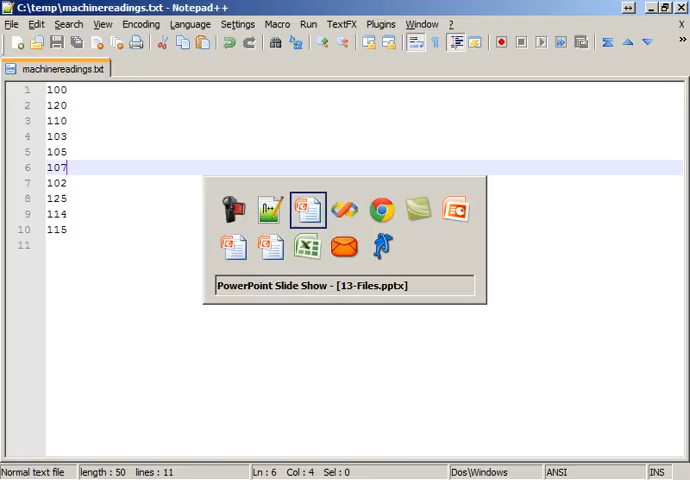 C:\temp\machinereadings.txt - Notepad++
File Edit Search View Encoding Language Settings Macro Run TextFX Plugins Window ? X
machinereadings.txt
1 100
2 120
3 110
4 103
5 105
6 107
7 102
8 125
9 114
10 115
11
PowerPoint Slide Show - [13-Files.pptx]
Normal text file length : 50 lines : 11 Ln : 6 Col : 4 Sel : 0 Dos\Windows ANSI INS